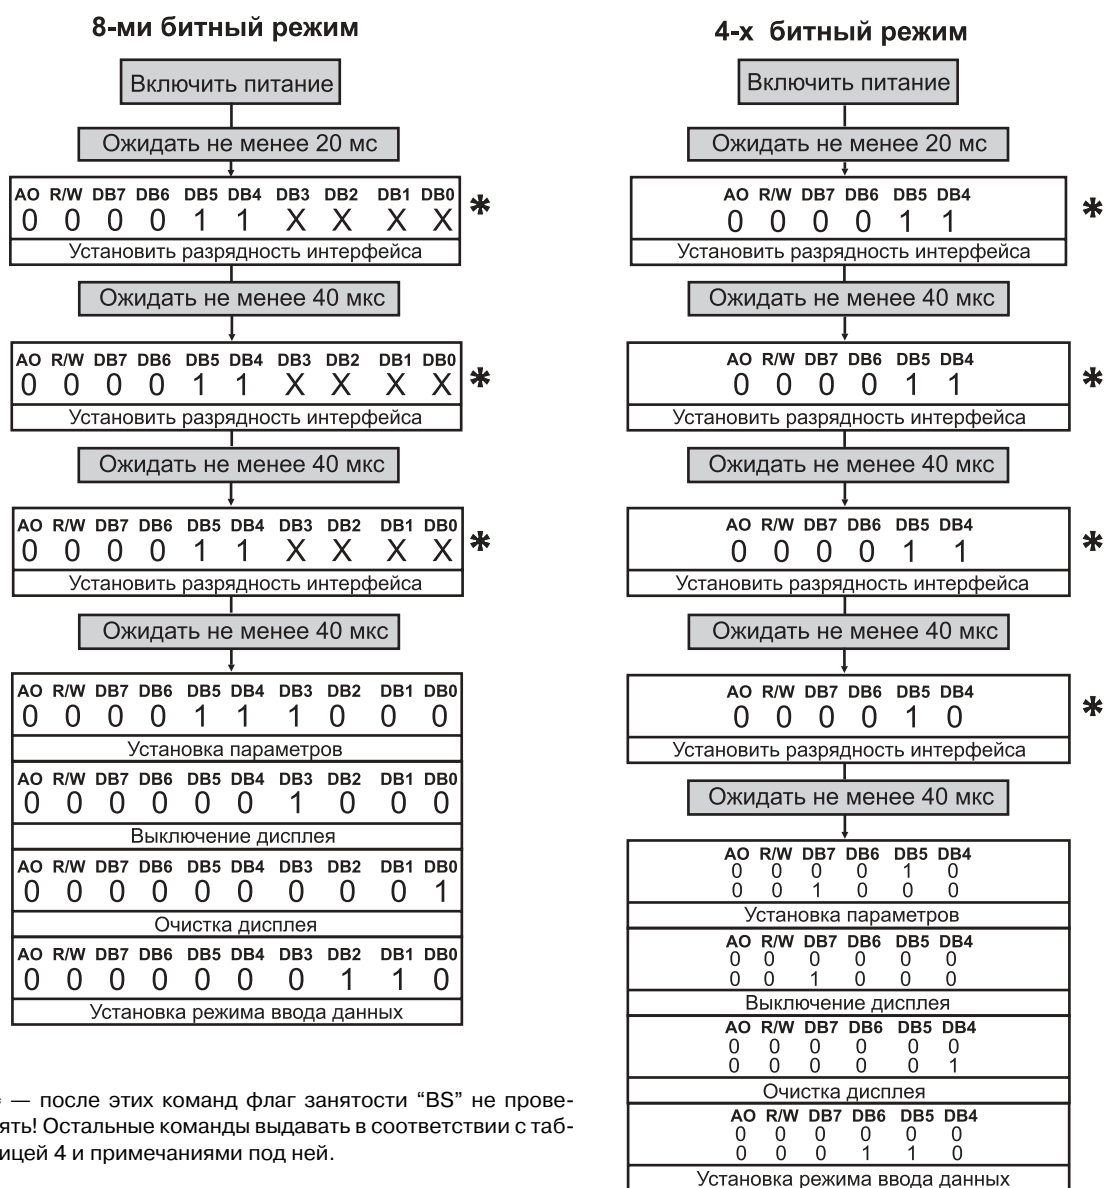 8-ми битный режим
Включить питание
Ожидать не менее 20 мс
AO R/W DB7 DB6 DB5 DB4 DB3 DB2 DB1 DB0
0 0 0 0 1 1 X X X X *
Установить разрядность интерфейса
Ожидать не менее 40 мкс
AO R/W DB7 DB6 DB5 DB4 DB3 DB2 DB1 DB0
0 0 0 0 1 1 X X X X *
Установить разрядность интерфейса
Ожидать не менее 40 мкс
AO R/W DB7 DB6 DB5 DB4 DB3 DB2 DB1 DB0
0 0 0 0 1 1 X X X X *
Установить разрядность интерфейса
Ожидать не менее 40 мкс
AO R/W DB7 DB6 DB5 DB4 DB3 DB2 DB1 DB0
0 0 0 0 1 1 1 0 0 0
Установка параметров
AO R/W DB7 DB6 DB5 DB4 DB3 DB2 DB1 DB0
0 0 0 0 0 0 1 0 0 0
Выключение дисплея
AO R/W DB7 DB6 DB5 DB4 DB3 DB2 DB1 DB0
0 0 0 0 0 0 0 0 0 1
Очистка дисплея
AO R/W DB7 DB6 DB5 DB4 DB3 DB2 DB1 DB0
0 0 0 0 0 0 0 1 1 0
Установка режима ввода данных
— после этих команд флаг занятости “BS” не прове-
ять! Остальные команды выдавать в соответствии с таб-
ицей 4 и примечаниями под ней.
4-х битный режим
Включить питание
Ожидать не менее 20 мс
AO R/W DB7 DB6 DB5 DB4
0 0 0 0 1 1 *
Установить разрядность интерфейса
Ожидать не менее 40 мкс
AO R/W DB7 DB6 DB5 DB4
0 0 0 0 1 1 *
Установить разрядность интерфейса
Ожидать не менее 40 мкс
AO R/W DB7 DB6 DB5 DB4
0 0 0 0 1 1 *
Установить разрядность интерфейса
Ожидать не менее 40 мкс
AO R/W DB7 DB6 DB5 DB4
0 0 0 0 1 0 *
Установить разрядность интерфейса
Ожидать не менее 40 мкс
AO R/W DB7 DB6 DB5 DB4
0 0 0 0 1 0
0 0 1 0 0 0
Установка параметров
AO R/W DB7 DB6 DB5 DB4
0 0 0 0 0 0
0 0 1 0 0 0
Выключение дисплея
AO R/W DB7 DB6 DB5 DB4
0 0 0 0 0 0
0 0 0 0 0 1
Очистка дисплея
AO R/W DB7 DB6 DB5 DB4
0 0 0 0 0 0
0 0 0 1 1 0
Установка режима ввода данных